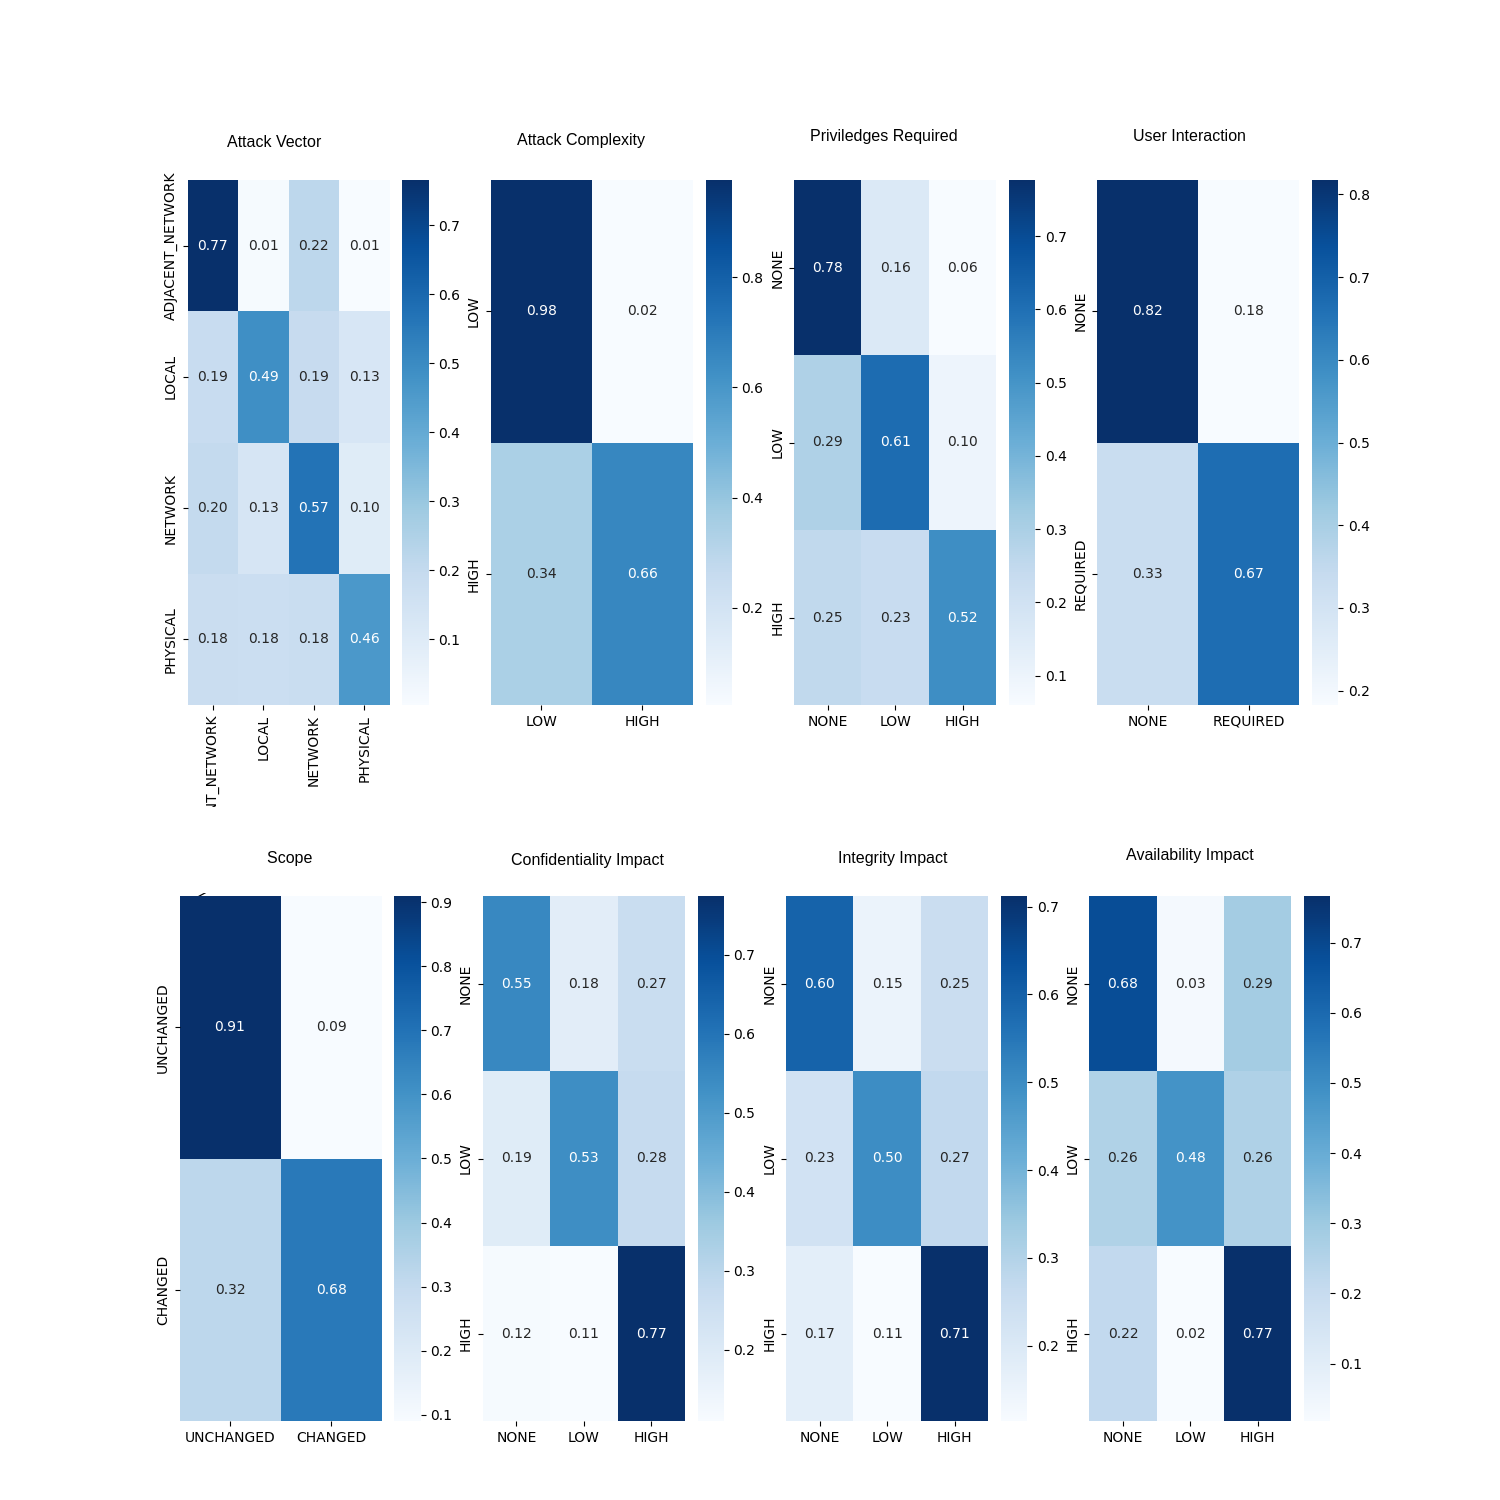 Attack Vector
Attack Complexity
Priviledges Required
User Interaction
ADJACENT_NETWORK
LOCAL
NETWORK
PHYSICAL
0.77 0.01 0.22 0.01
0.19 0.49 0.19 0.13
0.20 0.13 0.57 0.10
0.18 0.18 0.18 0.46
NT_NETWORK
LOCAL
NETWORK
PHYSICAL
0.7
0.6
0.5
0.4
0.3
0.2
0.1
LOW
HIGH
0.98 0.02
0.34 0.66
LOW HIGH
0.8
0.6
0.4
0.2
NONE
LOW
HIGH
0.78 0.16 0.06
0.29 0.61 0.10
0.25 0.23 0.52
NONE LOW HIGH
0.7
0.6
0.5
0.4
0.3
0.2
0.1
NONE
REQUIRED
0.82 0.18
0.33 0.67
NONE REQUIRED
0.8
0.7
0.6
0.5
0.4
0.3
0.2
Scope
Confidentiality Impact
Integrity Impact
Availability Impact
UNCHANGED
CHANGED
0.91 0.09
0.32 0.68
UNCHANGED CHANGED
0.9
0.8
0.7
0.6
0.5
0.4
0.3
0.2
0.1
NONE
LOW
HIGH
0.55 0.18 0.27
0.19 0.53 0.28
0.12 0.11 0.77
NONE LOW HIGH
0.7
0.6
0.5
0.4
0.3
0.2
NONE
LOW
HIGH
0.60 0.15 0.25
0.23 0.50 0.27
0.17 0.11 0.71
NONE LOW HIGH
0.7
0.6
0.5
0.4
0.3
0.2
NONE
LOW
HIGH
0.68 0.03 0.29
0.26 0.48 0.26
0.22 0.02 0.77
NONE LOW HIGH
0.7
0.6
0.5
0.4
0.3
0.2
0.1